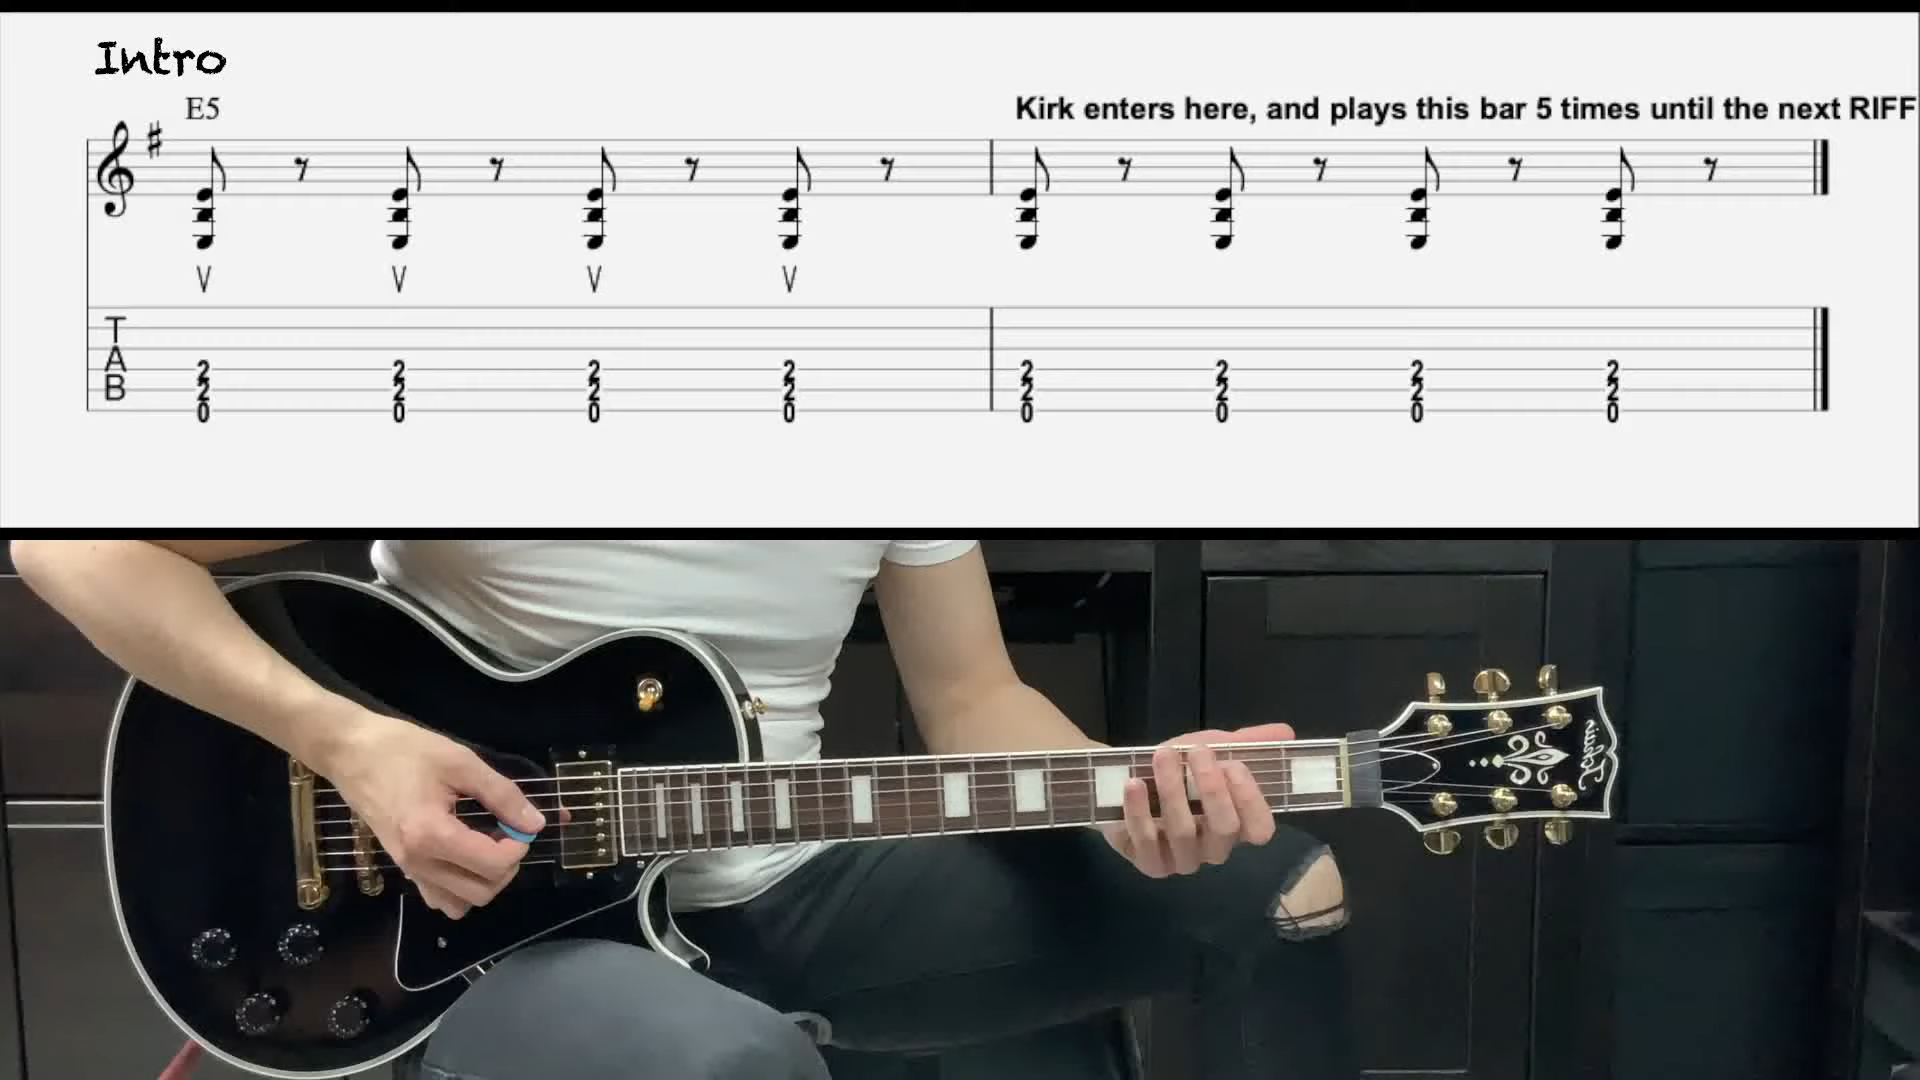 Intro
E5
Kirk enters here, and plays this bar 5 times until the next RIFF
V V V V
T
A
B
2 2 2 2 2 2 2 2
2 2 2 2 2 2 2 2
0 0 0 0 0 0 0 0